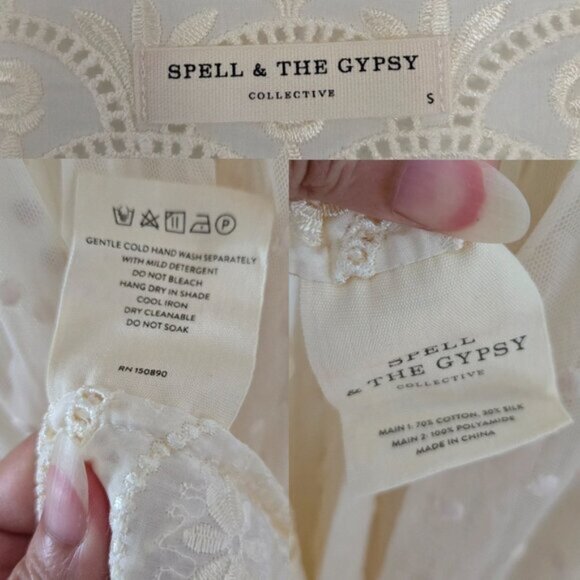 SPELL & THE GYPSY
COLLECTIVE
S
GENTLE COLD HAND WASH SEPARATELY
WITH MILD DETERGENT
DO NOT BLEACH
HANG DRY IN SHADE
COOL IRON
DRY CLEANABLE
DO NOT SOAK
RN 150890
SPELL
& THE GYPSY
COLLECTIVE
MAIN 1: 70% COTTON, 30% SILK
MAIN 2: 100% POLYAMIDE
MADE IN CHINA